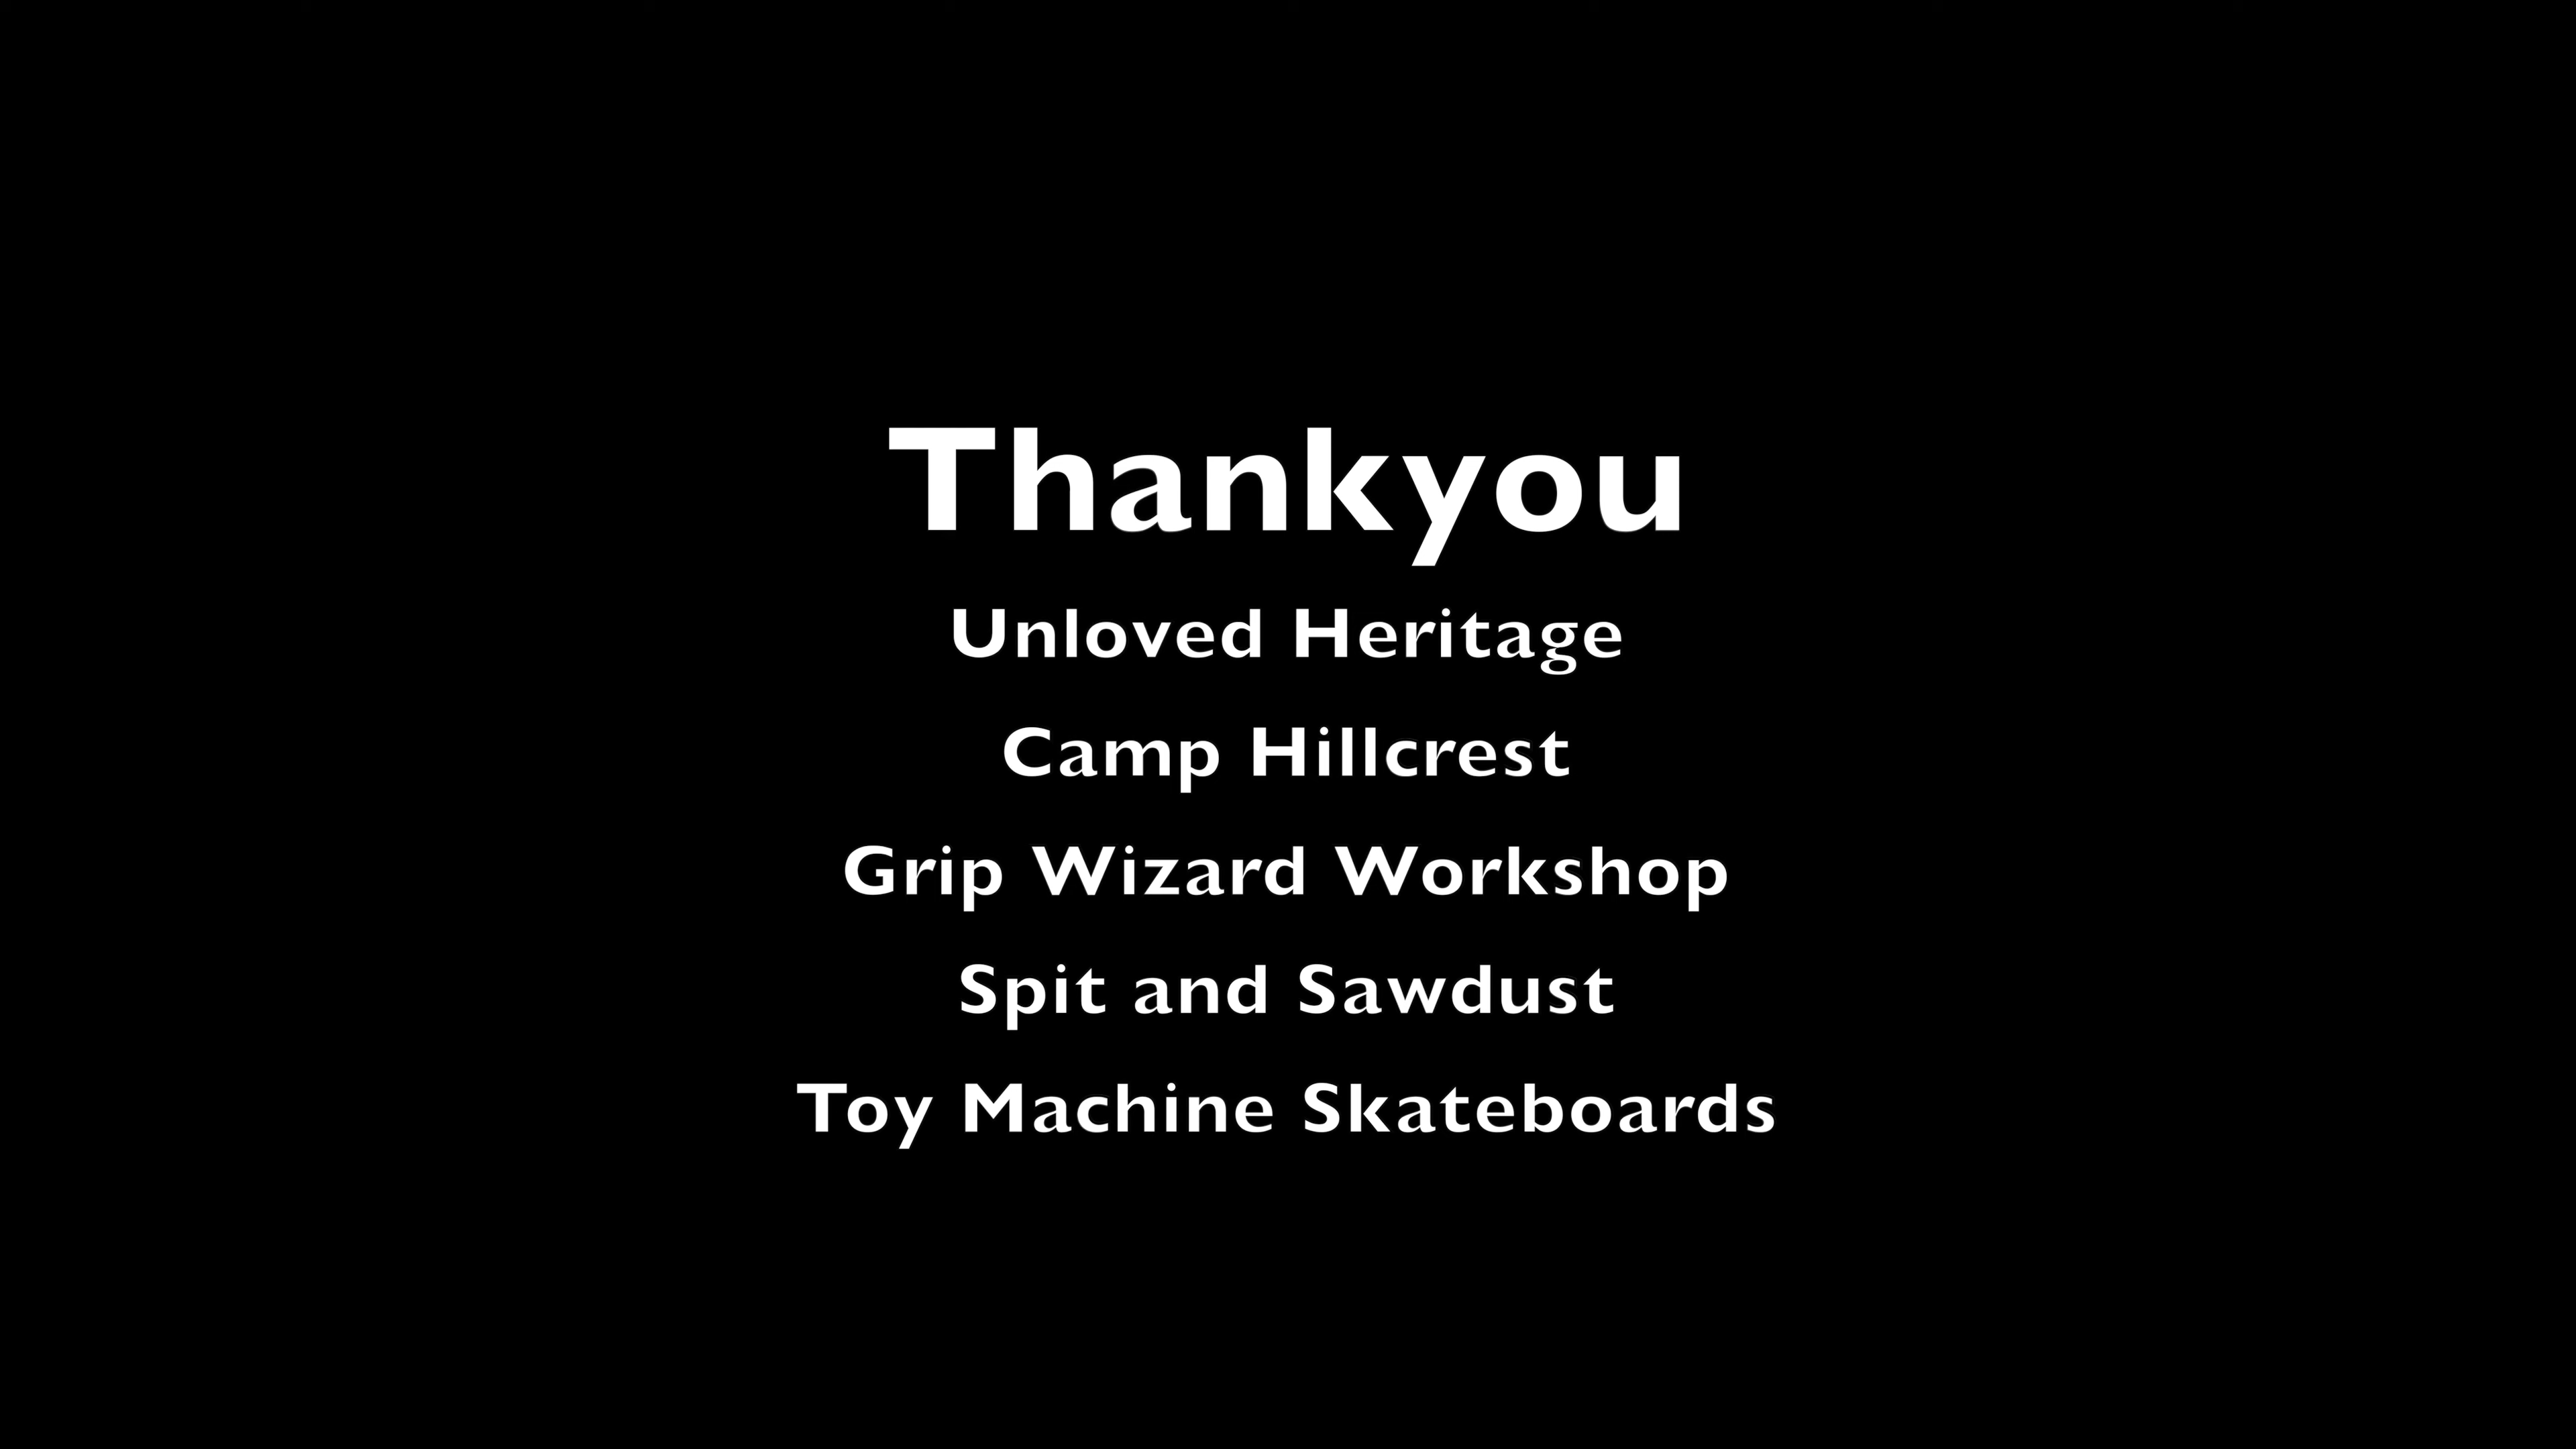 Thankyou
Unloved Heritage
Camp Hillcrest
Grip Wizard Workshop
Spit and Sawdust
Toy Machine Skateboards